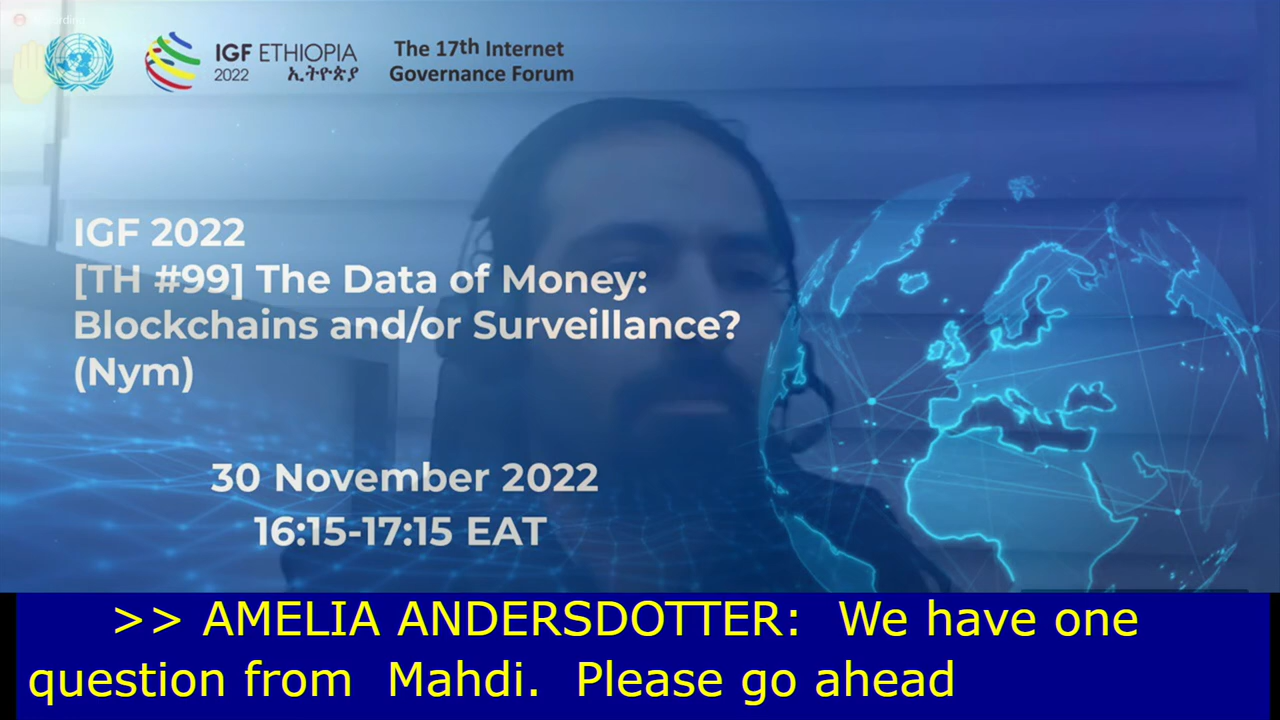 IGF ETHIOPIA
2022 ኢትዮጵያ
The 17th Internet
Governance Forum
IGF 2022
[TH #99] The Data of Money:
Blockchains and/or Surveillance?
(Nym)
30 November 2022
16:15-17:15 EAT
>> AMELIA ANDERSDOTTER:  We have one
question from  Mahdi.  Please go ahead